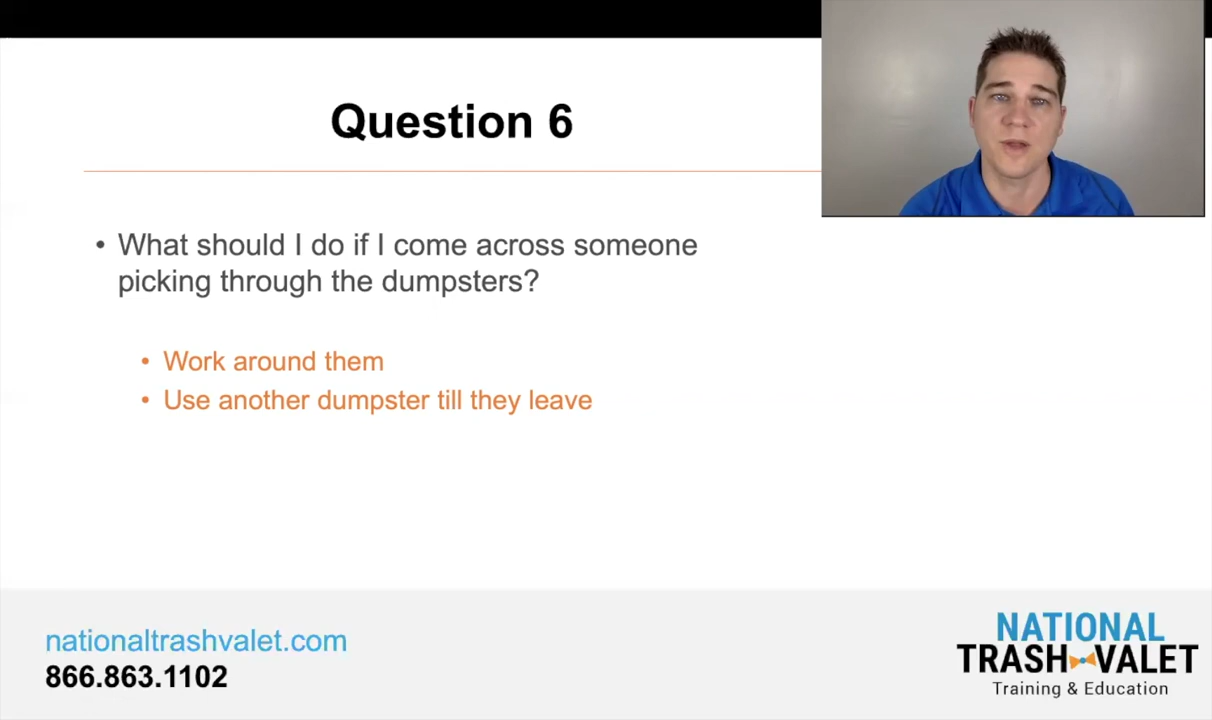 Question 6
• What should I do if I come across someone
picking through the dumpsters?
• Work around them
• Use another dumpster till they leave
nationaltrashvalet.com
866.863.1102
NATIONAL
TRASH VALET
Training & Education